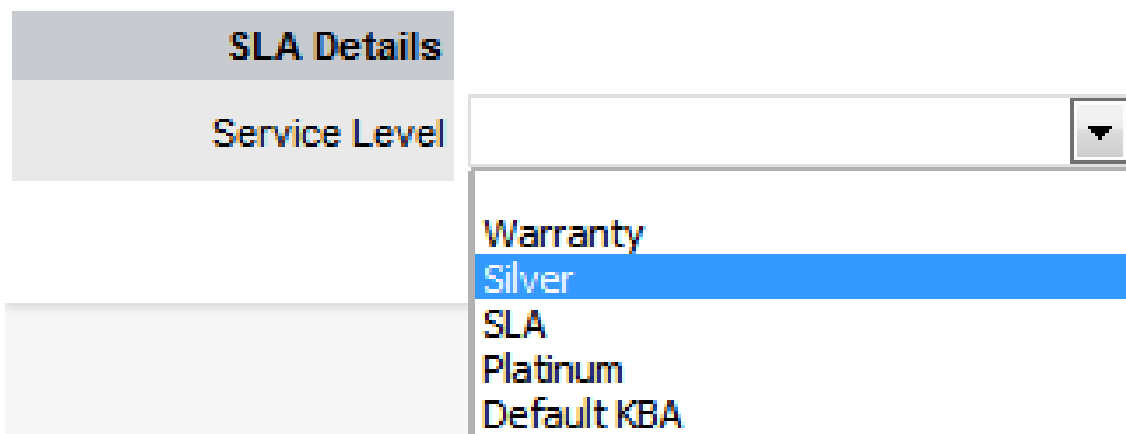 SLA Details
Service Level
Warranty
Silver
SLA
Platinum
Default KBA